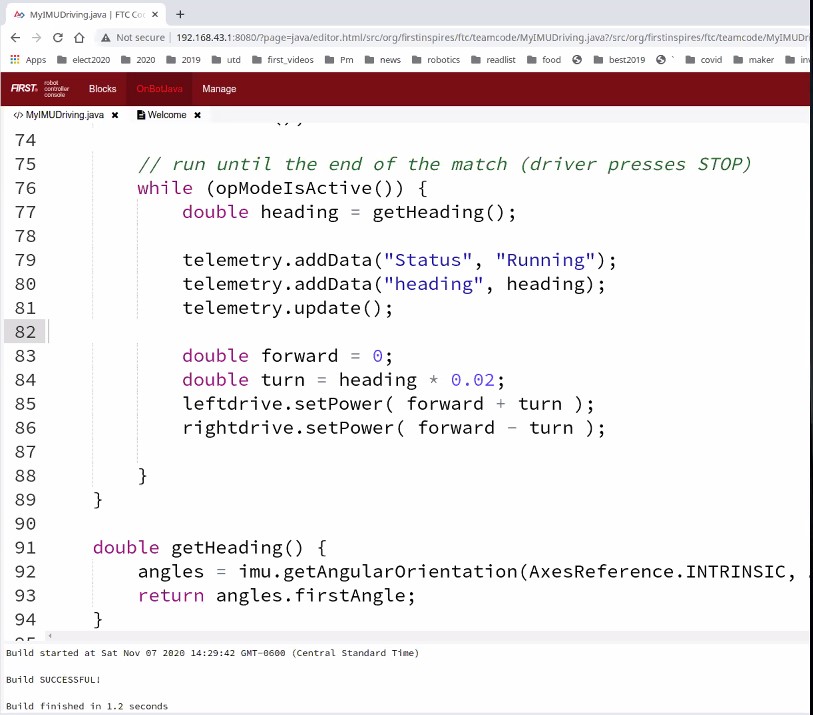 MyIMUDriving.java | FTC Co
Not secure | 192.168.43.1:8080/?page=java/editor.html/src/org/firstinspires/ftc/teamcode/MyIMUDriving.java?/src/org/firstinspires/ftc/teamcode/MyIMUDri
Apps elect2020 2020 2019 utd first_videos Pm news robotics readlist food best2019 covid maker
FIRST robot controller console Blocks OnBotJava Manage
</> MyIMUDriving.java Welcome
74
75 // run until the end of the match (driver presses STOP)
76 while (opModeIsActive()) {
77 double heading = getHeading();
78
79 telemetry.addData("Status", "Running");
80 telemetry.addData("heading", heading);
81 telemetry.update();
82
83 double forward = 0;
84 double turn = heading * 0.02;
85 leftdrive.setPower( forward + turn );
86 rightdrive.setPower( forward - turn );
87
88 }
89 }
90
91 double getHeading() {
92 angles = imu.getAngularOrientation(AxesReference.INTRINSIC,
93 return angles.firstAngle;
94 }
Build started at Sat Nov 07 2020 14:29:42 GMT-0600 (Central Standard Time)
Build SUCCESSFUL!
Build finished in 1.2 seconds